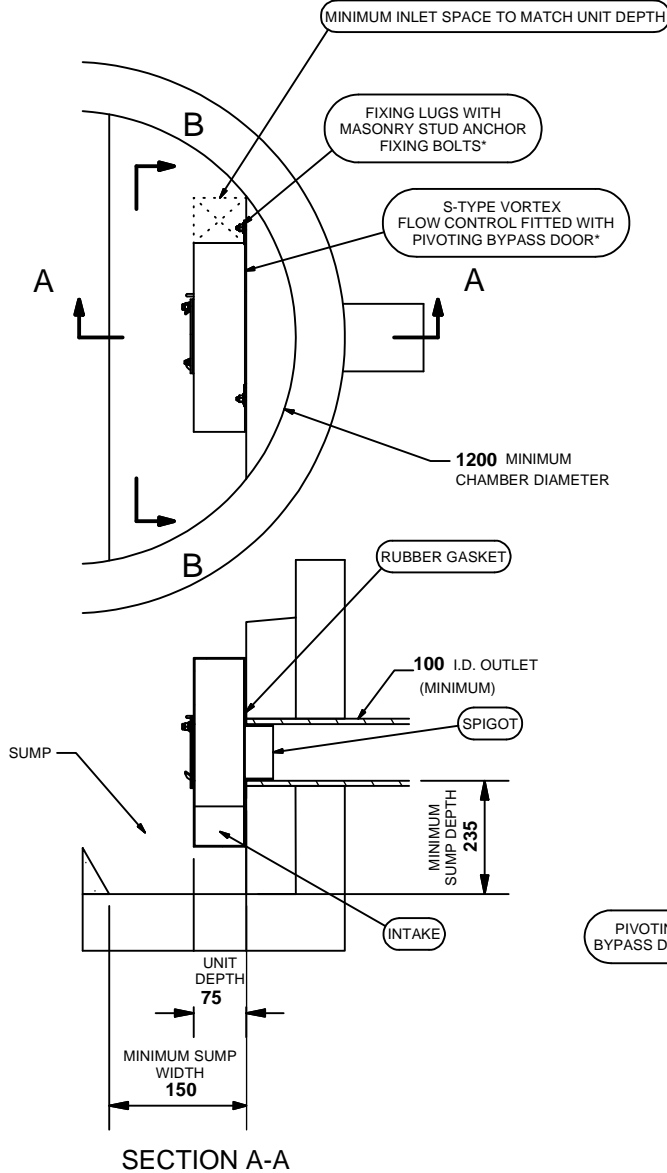 MINIMUM INLET SPACE TO MATCH UNIT DEPTH
B
FIXING LUGS WITH
MASONRY STUD ANCHOR
FIXING BOLTS*
S-TYPE VORTEX
FLOW CONTROL FITTED WITH
PIVOTING BYPASS DOOR*
A
A
1200 MINIMUM
CHAMBER DIAMETER
B
RUBBER GASKET
100 I.D. OUTLET
(MINIMUM)
SPIGOT
SUMP
MINIMUM
SUMP DEPTH
235
INTAKE
BYPASS
UNIT
DEPTH
75
MINIMUM SUMP
WIDTH
150
SECTION A-A